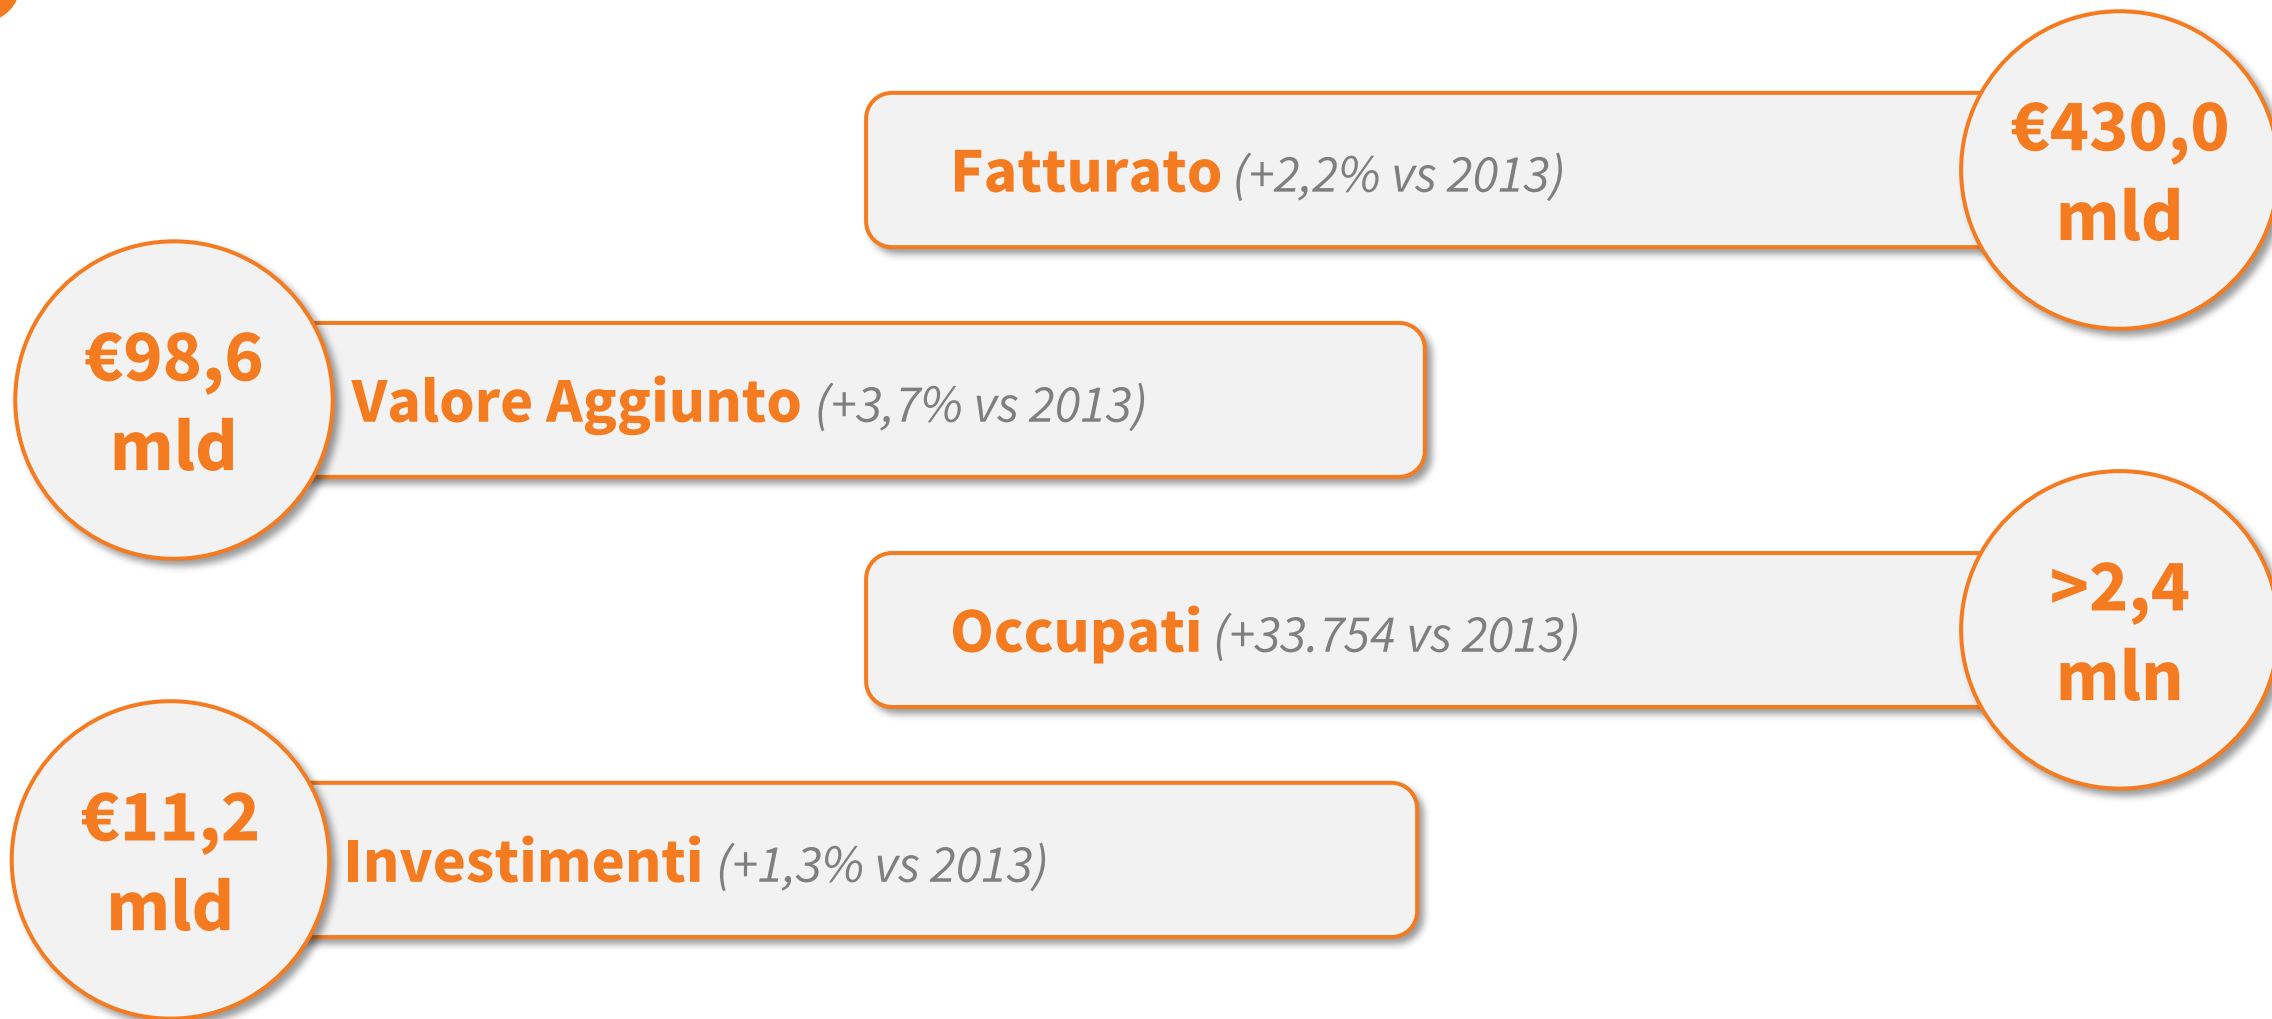 Fatturato (+2,2% vs 2013)
€430,0
mld
€98,6
mld
Valore Aggiunto (+3,7% vs 2013)
Occupati (+33.754 vs 2013)
>2,4
mln
€11,2
mld
Investimenti (+1,3% vs 2013)